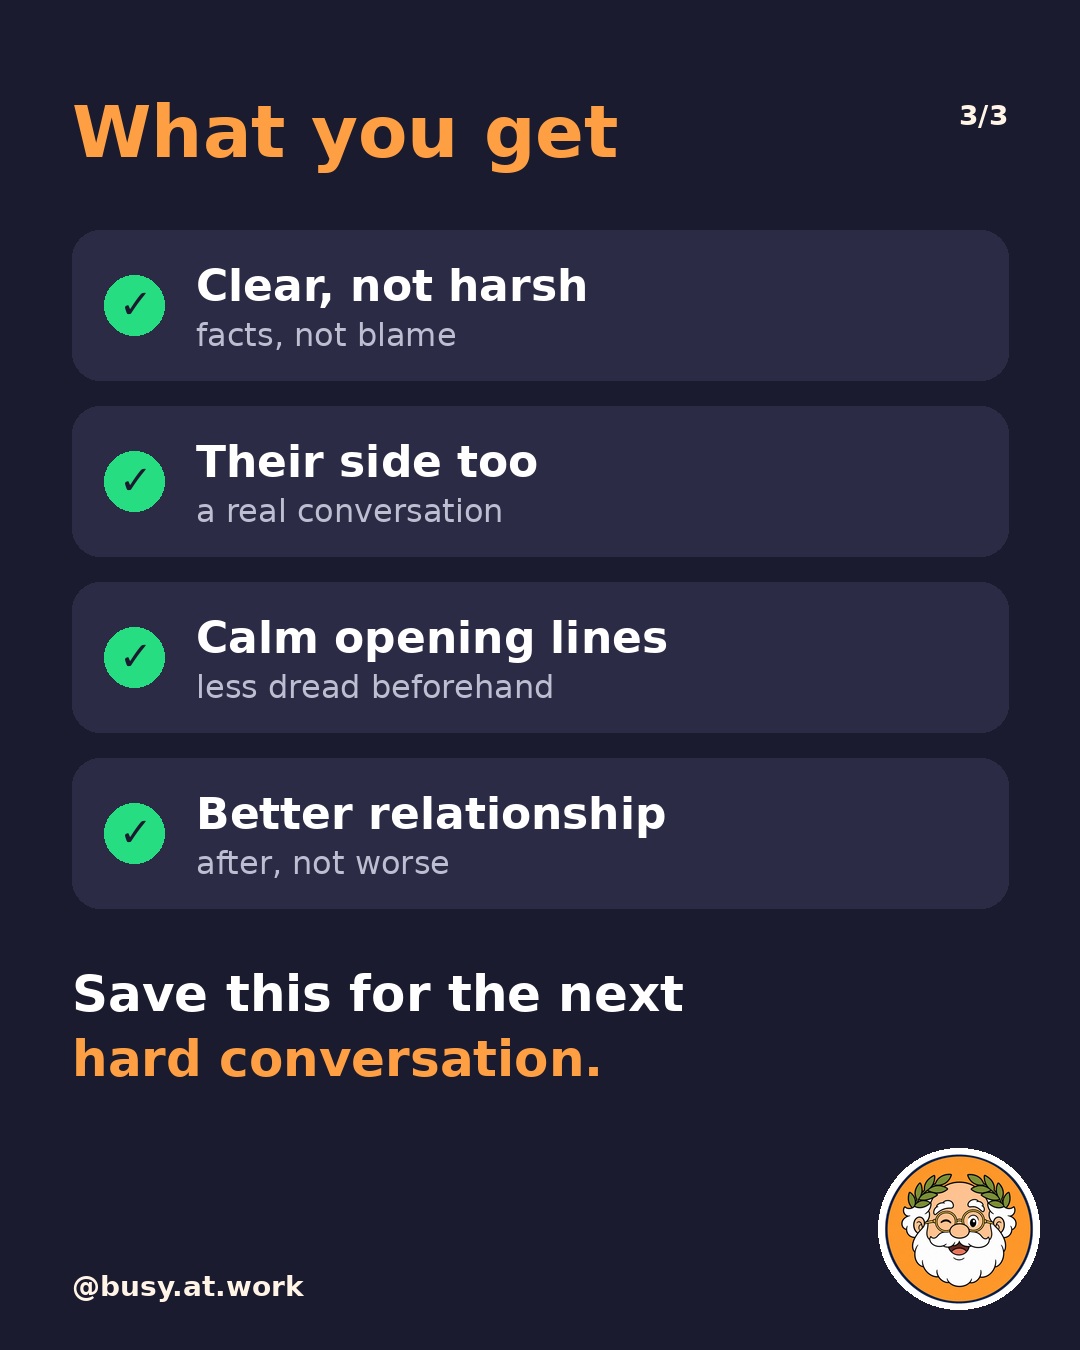 What you get
3/3
✓
Clear, not harsh
facts, not blame
✓
Their side too
a real conversation
✓
Calm opening lines
less dread beforehand
✓
Better relationship
after, not worse
Save this for the next
hard conversation.
@busy.at.work